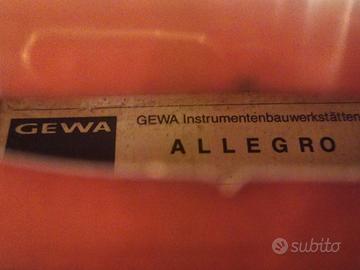 GEWA
GEWA Instrumentenbauwerkstätten
ALLEGRO
subito